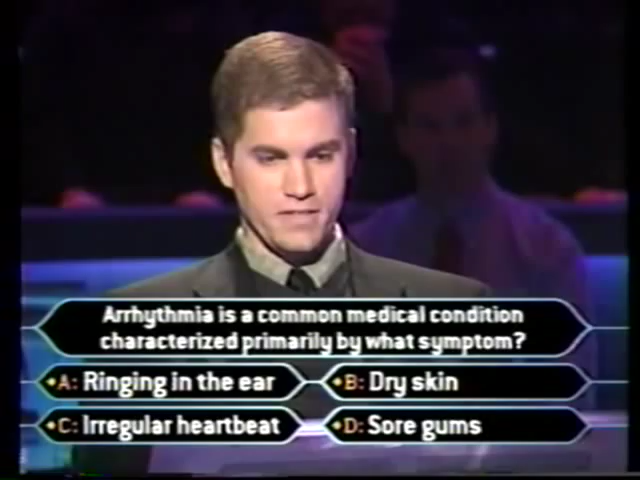 Arrhythmia is a common medical condition
characterized primarily by what symptom?
A: Ringing in the ear
B: Dry skin
C: Irregular heartbeat
D: Sore gums